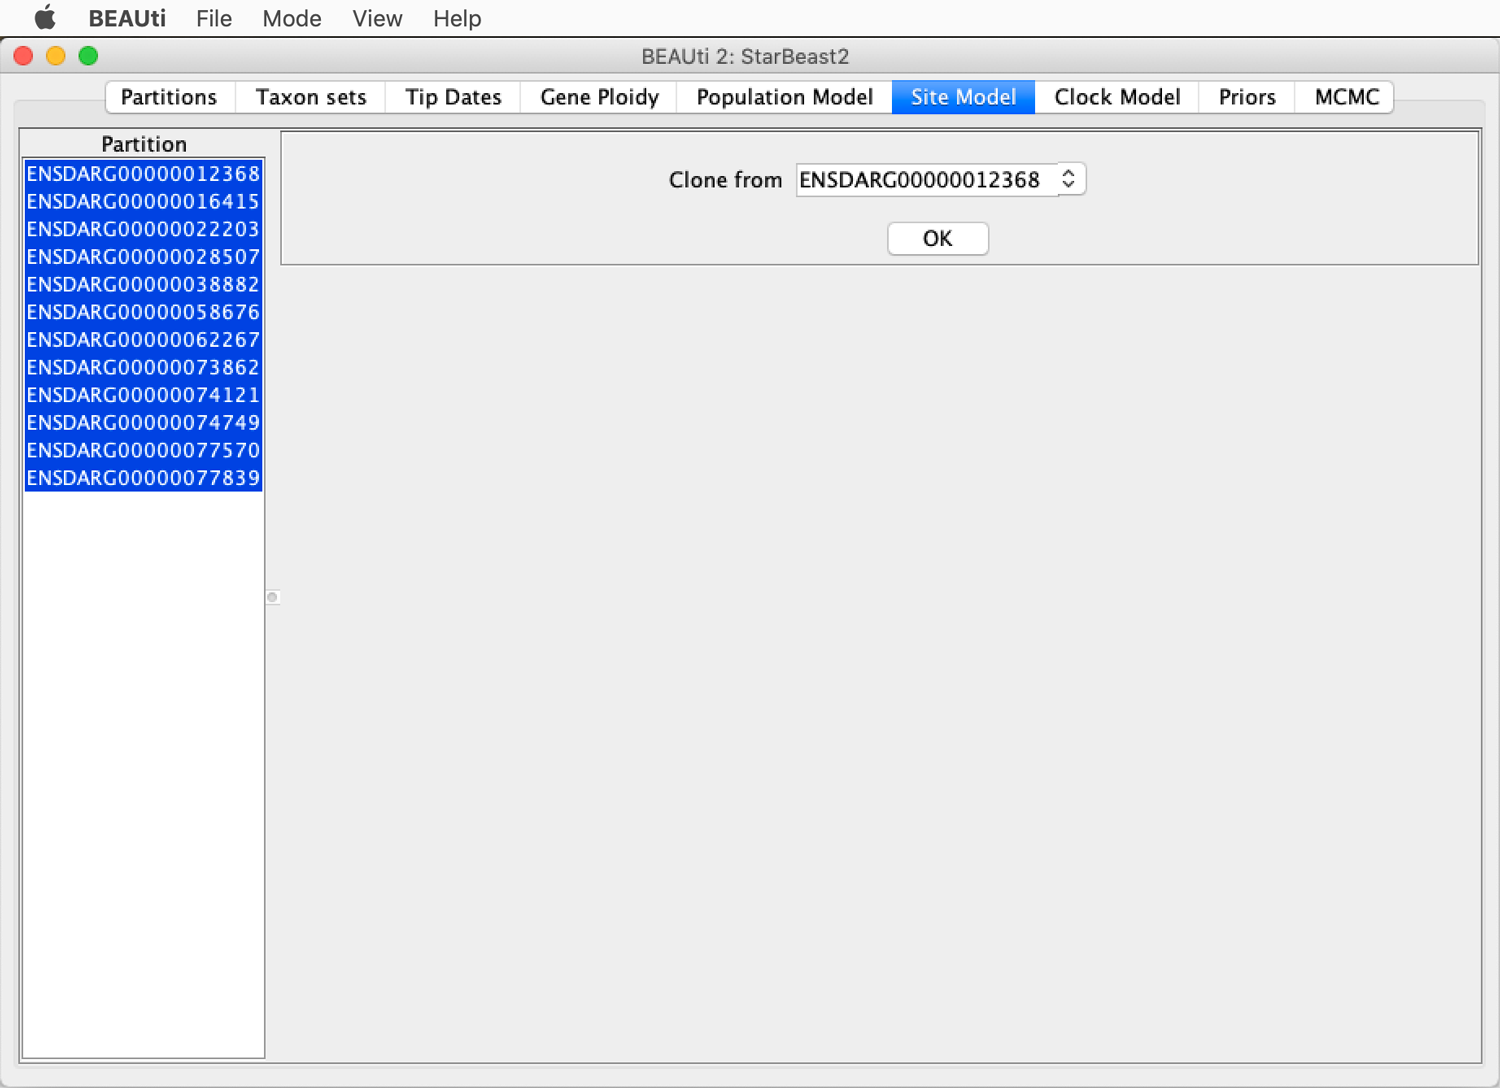 BEAUti File Mode View Help
BEAUti 2: StarBeast2
Partitions Taxon sets Tip Dates Gene Ploidy Population Model Site Model Clock Model Priors MCMC
Partition
ENSDARG00000012368
ENSDARG00000016415
ENSDARG00000022203
ENSDARG00000028507
ENSDARG00000038882
ENSDARG00000058676
ENSDARG00000062267
ENSDARG00000073862
ENSDARG00000074121
ENSDARG00000074749
ENSDARG00000077570
ENSDARG00000077839
Clone from ENSDARG00000012368
OK